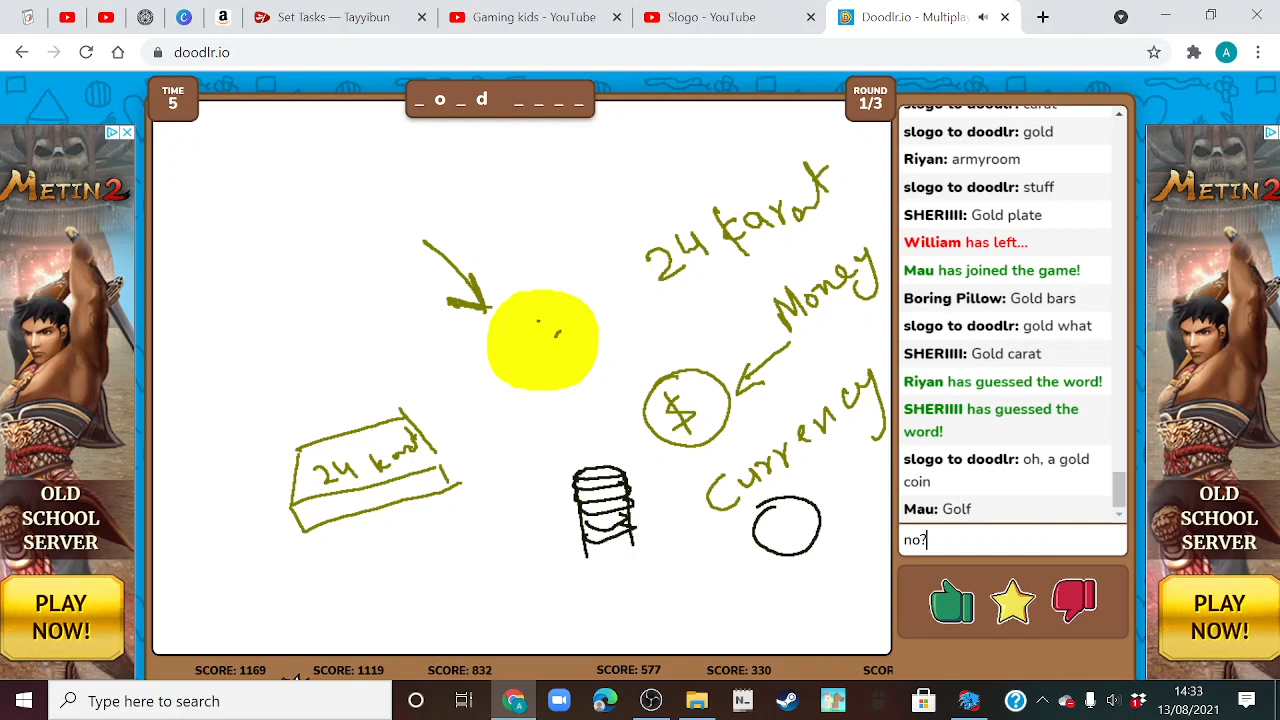 Set Tasks — Tayyibun
Gaming kids - YouTube
Slogo - YouTube
Doodlr.io -
doodlr.io
A
TIME
5
_ o _ d _ _ _ _
ROUND
1/3
METIN2
OLD
SCHOOL
SERVER
PLAY
NOW!
24 karat
Money
$
Currency
24 karat
slogo to doodlr: carat
slogo to doodlr: gold
Riyan: armyroom
slogo to doodlr: stuff
SHERIIII: Gold plate
William has left...
Mau has joined the game!
Boring Pillow: Gold bars
slogo to doodlr: gold what
SHERIIII: Gold carat
Riyan has guessed the word!
SHERIIII has guessed the
word!
slogo to doodlr: oh, a gold
coin
Mau: Golf
no?
METIN2
OLD
SCHOOL
SERVER
PLAY
NOW!
SCORE: 1169 SCORE: 1119 SCORE: 832 SCORE: 577 SCORE: 330 SCOR
Type here to search
14:33
13/08/2021